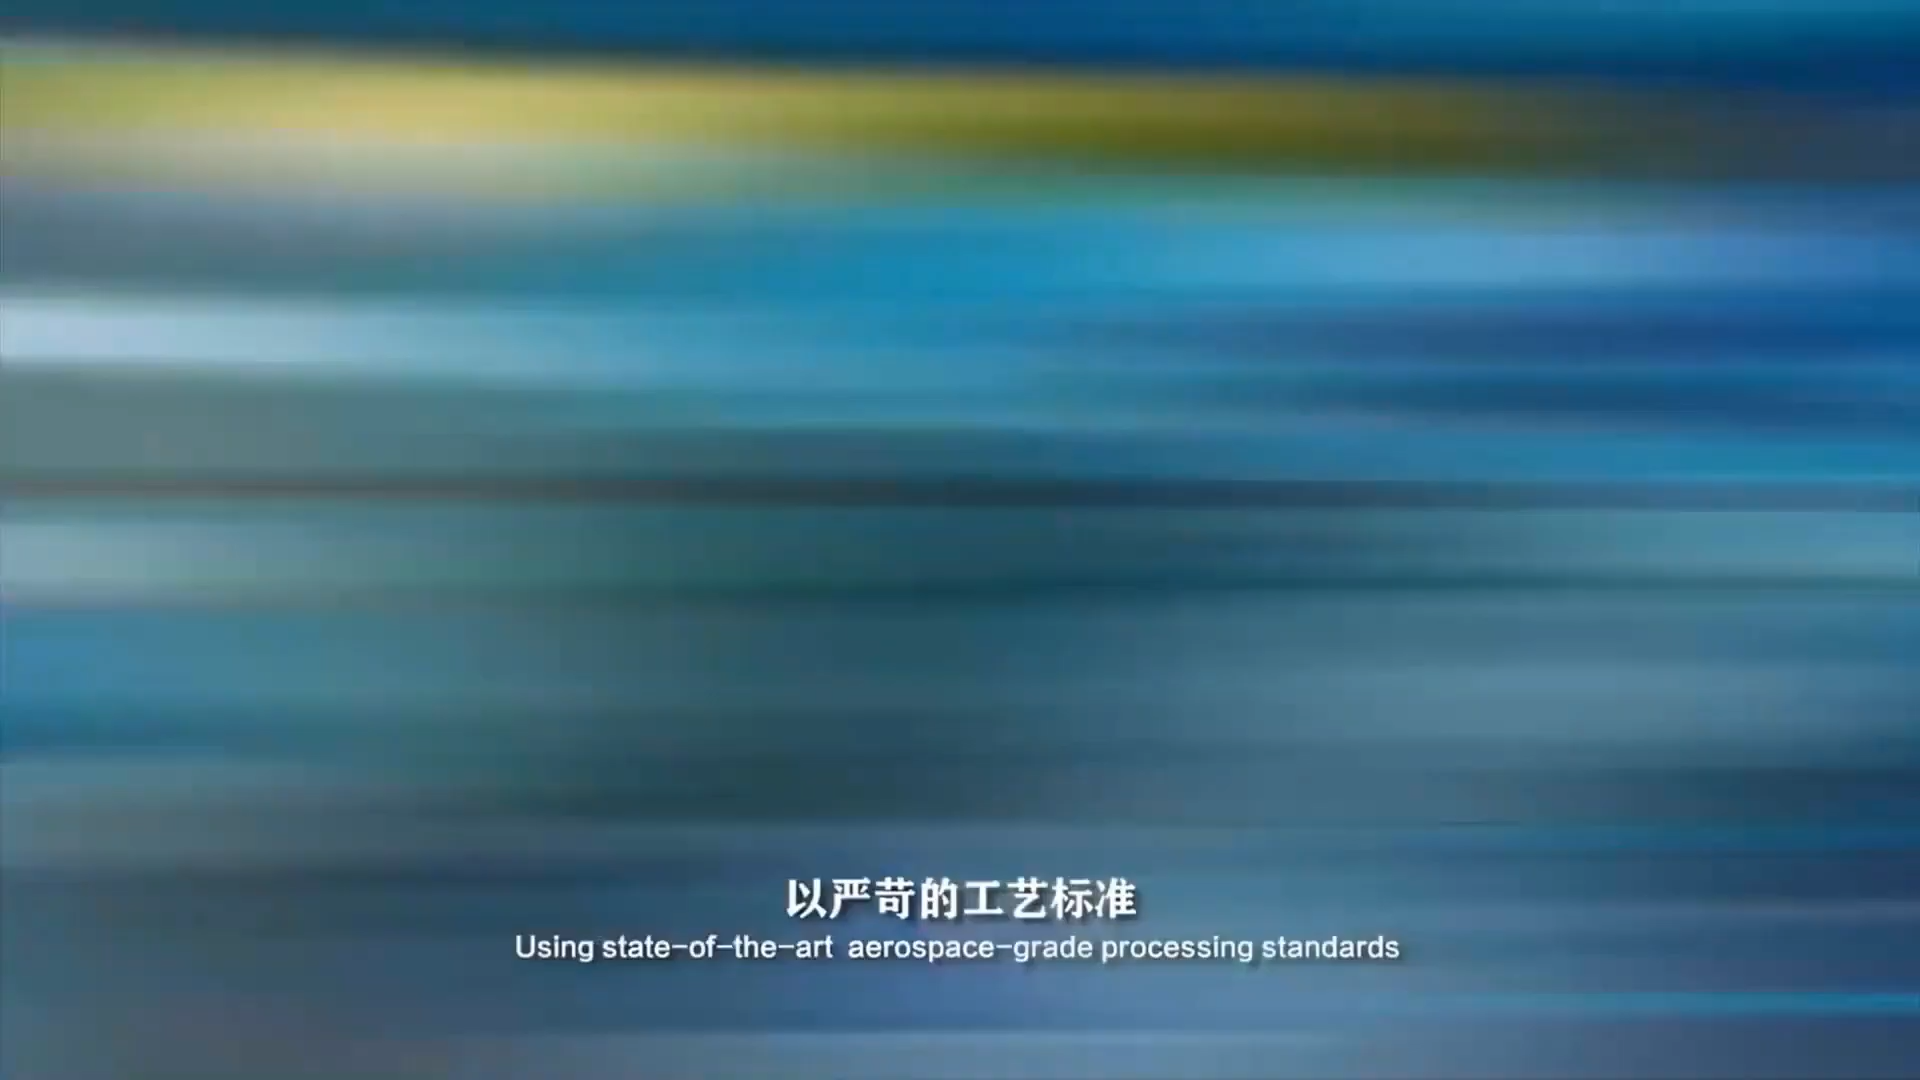 以严苛的工艺标准
Using state-of-the-art aerospace-grade processing standards